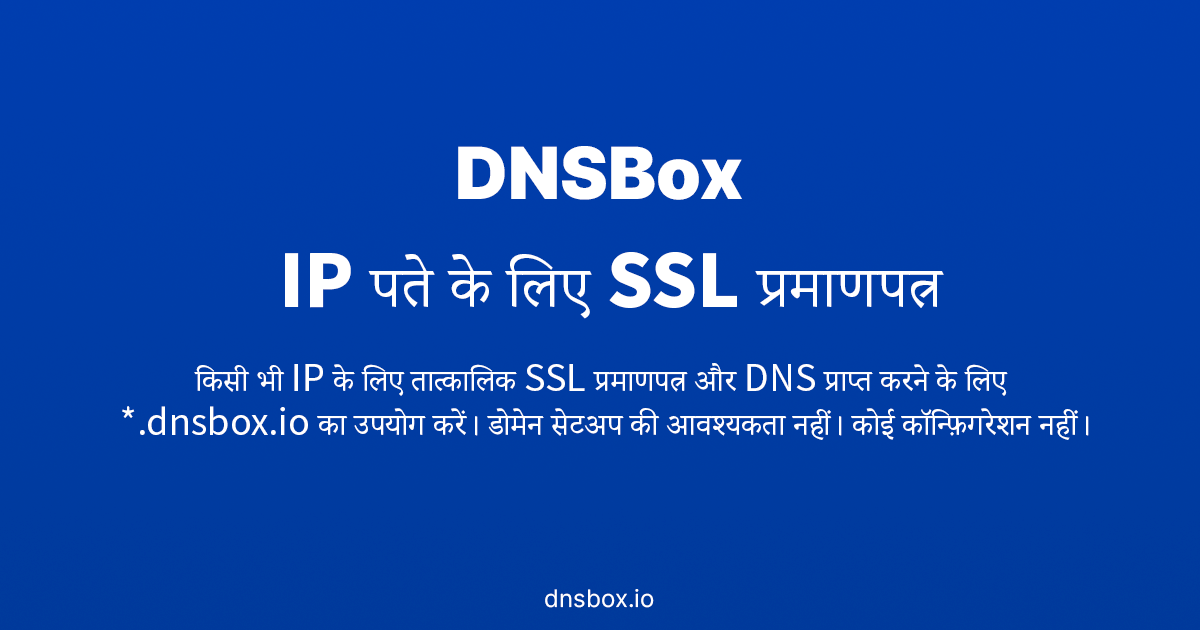 DNSBox
IP पते के लिए SSL प्रमाणपत्र
किसी भी IP के लिए तात्कालिक SSL प्रमाणपत्र और DNS प्राप्त करने के लिए
*.dnsbox.io का उपयोग करें। डोमेन सेटअप की आवश्यकता नहीं। कोई कॉन्फ़िगरेशन नहीं।
dnsbox.io